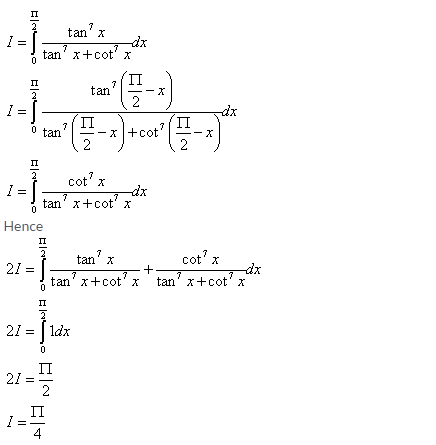 I = ∫₀^(Π/2) tan⁷ x / (tan⁷ x + cot⁷ x) dx
I = ∫₀^(Π/2) tan⁷(Π/2 − x) / (tan⁷(Π/2 − x) + cot⁷(Π/2 − x)) dx
I = ∫₀^(Π/2) cot⁷ x / (tan⁷ x + cot⁷ x) dx
Hence
2I = ∫₀^(Π/2) tan⁷ x / (tan⁷ x + cot⁷ x) + cot⁷ x / (tan⁷ x + cot⁷ x) dx
2I = ∫₀^(Π/2) 1dx
2I = Π/2
I = Π/4